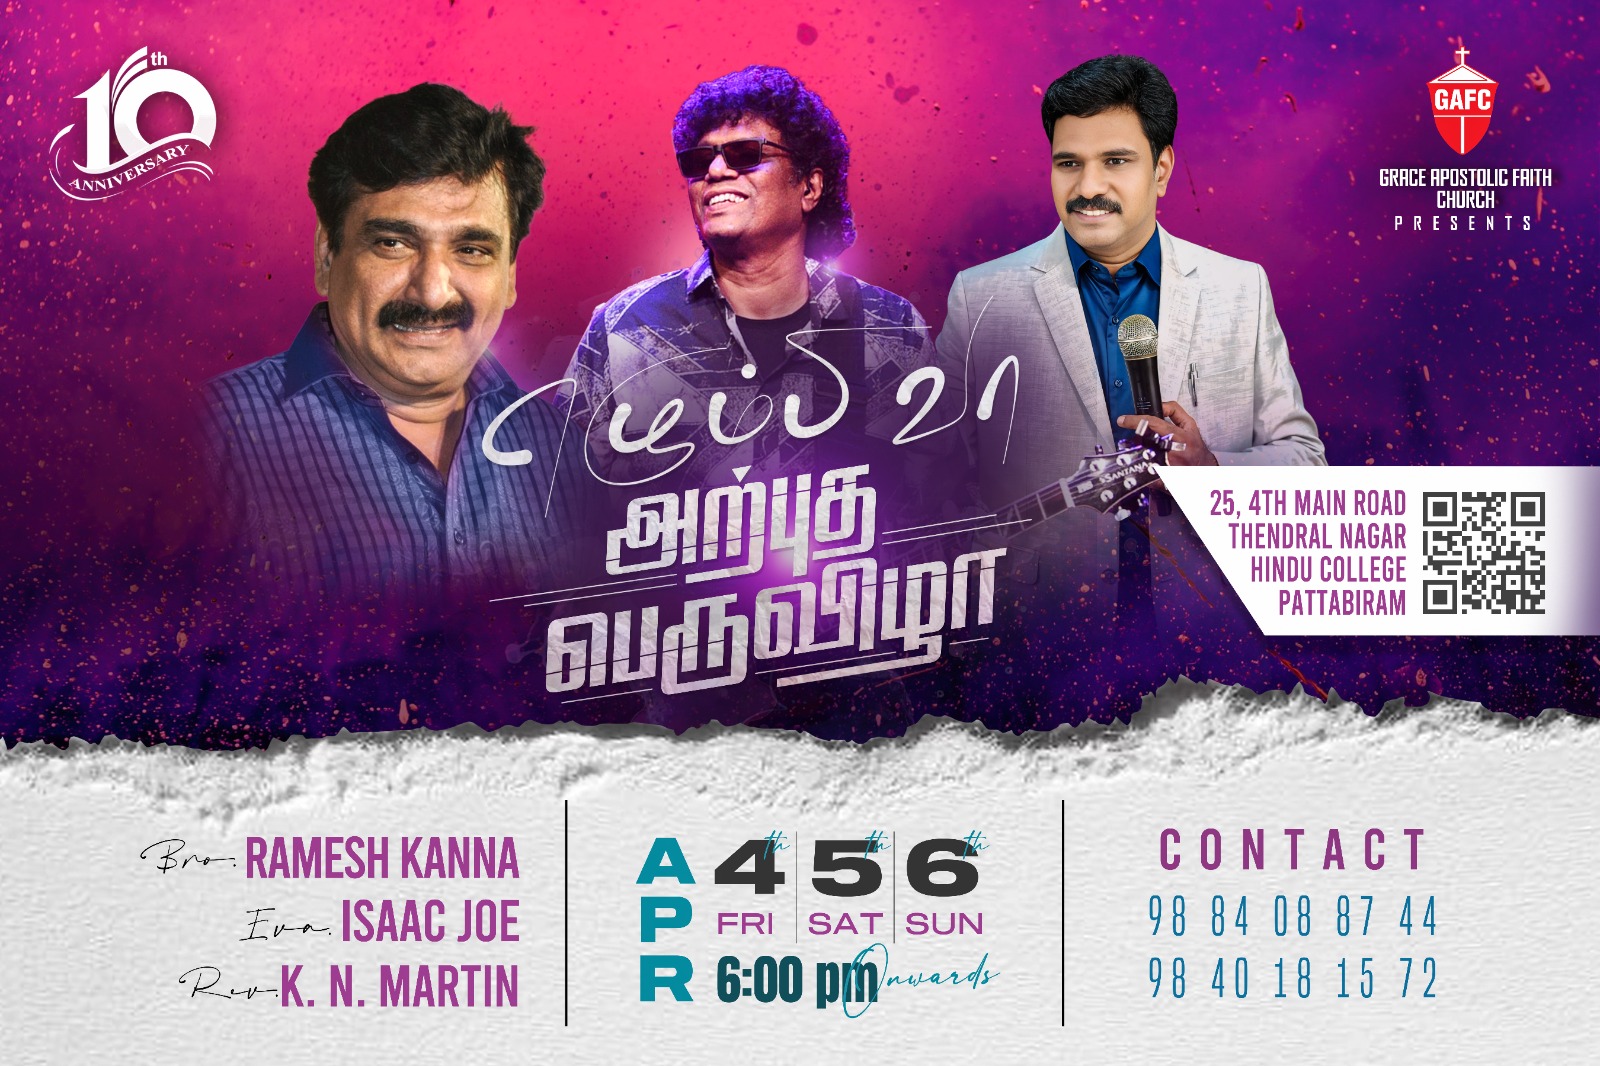 10th
ANNIVERSARY
GAFC
GRACE APOSTOLIC FAITH
CHURCH
PRESENTS
எழும்பி வா
அற்புத
பெருவிழா
SANTANA
25, 4TH MAIN ROAD
THENDRAL NAGAR
HINDU COLLEGE
PATTABIRAM
Bro. RAMESH KANNA
Eva. ISAAC JOE
Rev. K. N. MARTIN
APR
4th 5th 6th
FRI SAT SUN
6:00 pm Onwards
CONTACT
98 84 08 87 44
98 40 18 15 72